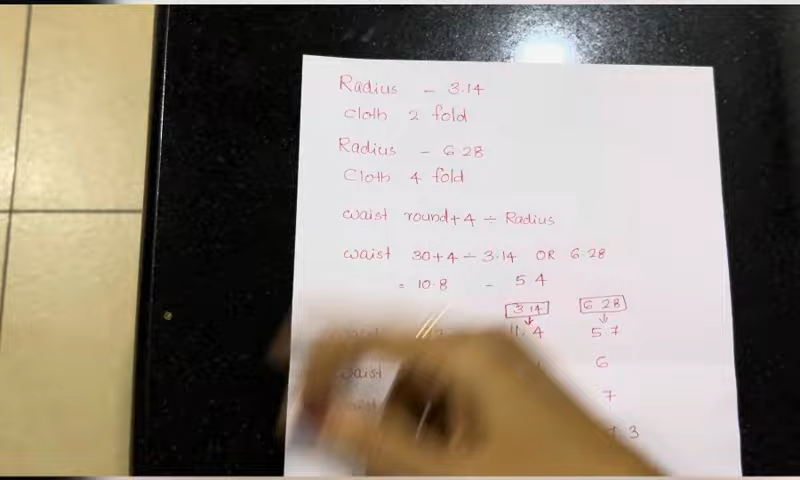 Radius - 3.14
Cloth 2 fold
Radius - 6.28
Cloth 4 fold
Waist round + 4 ÷ Radius
Waist 30+4 ÷ 3.14 OR 6.28
= 10.8 - 5.4
3.14 6.28
11.4 5.7
Waist 6
7
3